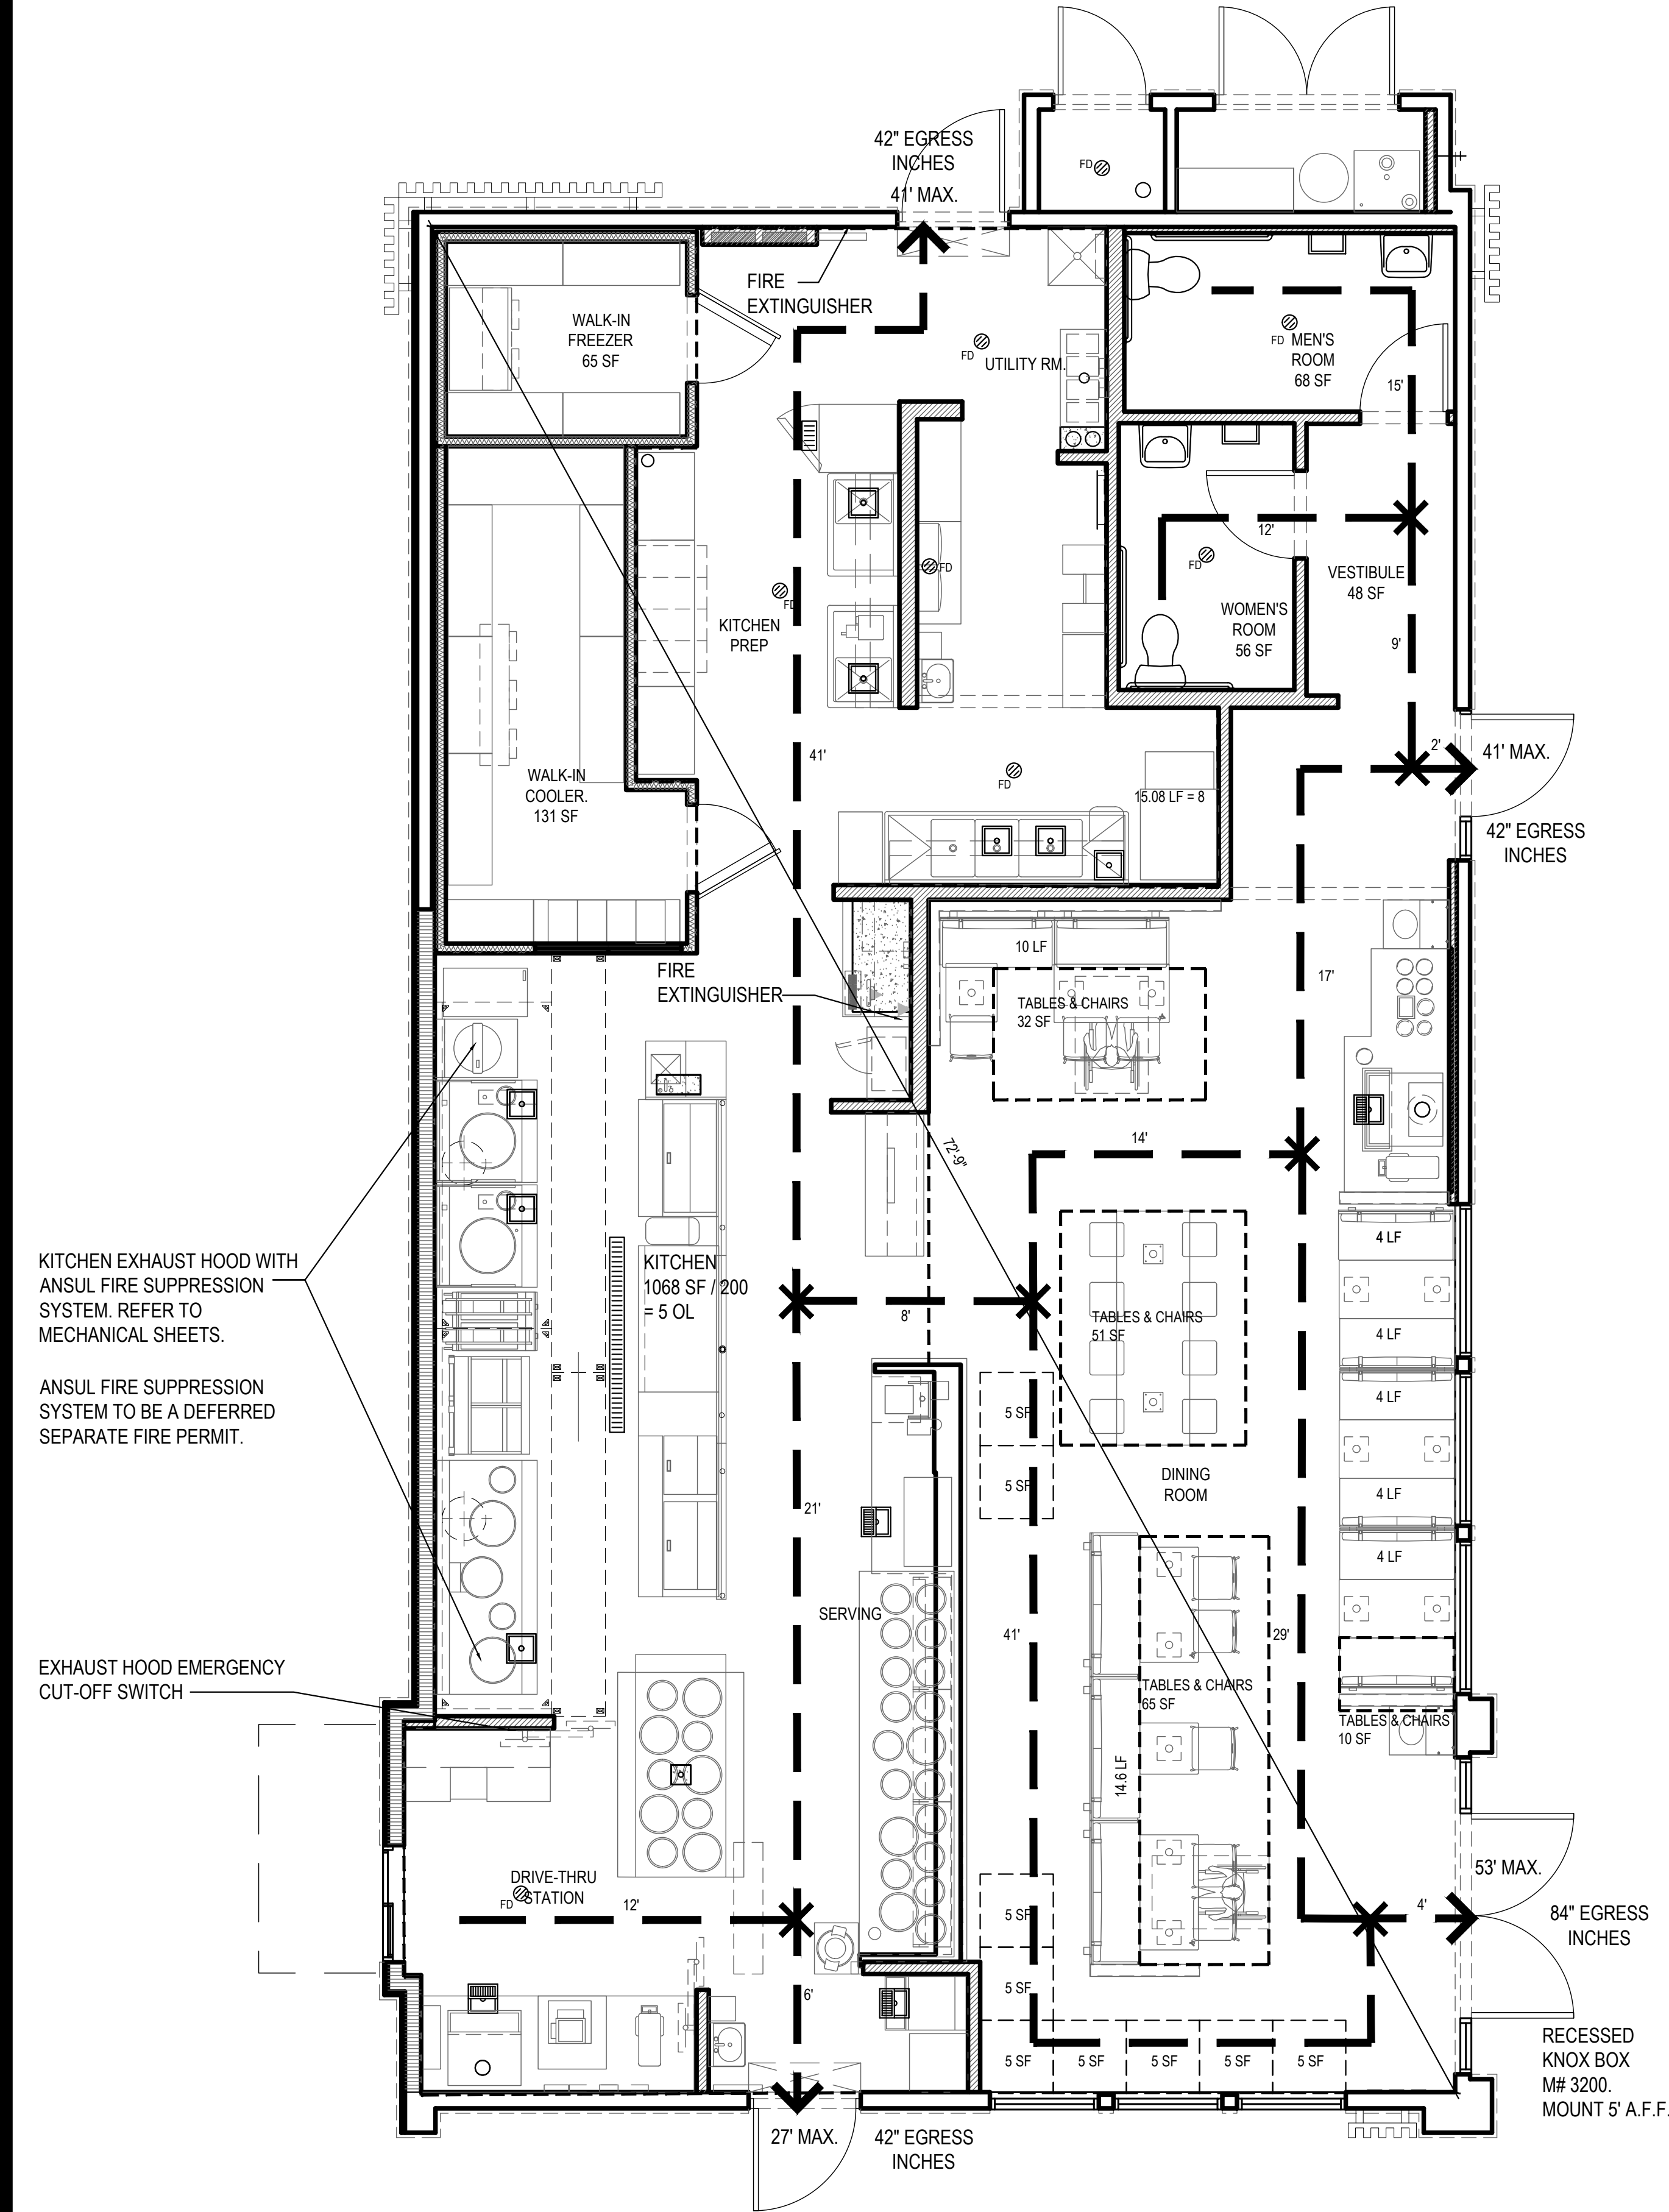 42" EGRESS
INCHES
41' MAX.
FD
FIRE
EXTINGUISHER
WALK-IN
FREEZER
65 SF
FD
UTILITY RM.
FD
MEN'S
ROOM
68 SF
15'
12'
FD
VESTIBULE
48 SF
WOMEN'S
ROOM
56 SF
9'
FD
FD
KITCHEN
PREP
41'
2'
41' MAX.
42" EGRESS
INCHES
WALK-IN
COOLER.
131 SF
FD
15.08 LF = 8
FIRE
EXTINGUISHER
10 LF
TABLES & CHAIRS
32 SF
17'
14'
72'-9"
KITCHEN EXHAUST HOOD WITH
ANSUL FIRE SUPPRESSION
SYSTEM. REFER TO
MECHANICAL SHEETS.
ANSUL FIRE SUPPRESSION
SYSTEM TO BE A DEFERRED
SEPARATE FIRE PERMIT.
KITCHEN
1068 SF / 200
= 5 OL
8'
TABLES & CHAIRS
51 SF
4 LF
4 LF
4 LF
4 LF
4 LF
5 SF
5 SF
DINING
ROOM
21'
SERVING
41'
29'
TABLES & CHAIRS
65 SF
14.6 LF
TABLES & CHAIRS
10 SF
EXHAUST HOOD EMERGENCY
CUT-OFF SWITCH
DRIVE-THRU
STATION
FD
12'
6'
5 SF
5 SF
5 SF
5 SF
5 SF
5 SF
5 SF
4'
53' MAX.
84" EGRESS
INCHES
RECESSED
KNOX BOX
M# 3200.
MOUNT 5' A.F.F.
27' MAX.
42" EGRESS
INCHES